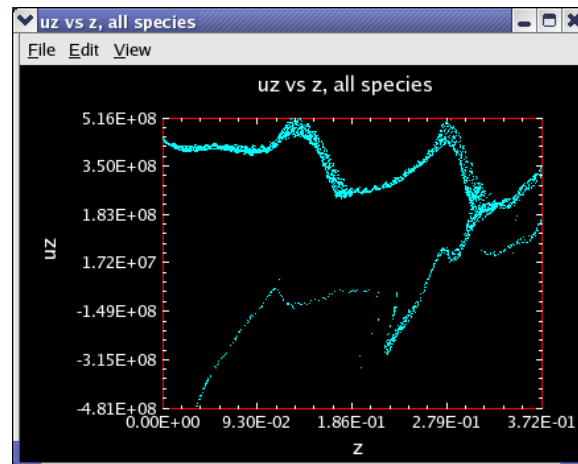 uz vs z, all species
File Edit View
uz vs z, all species
5.16E+08
3.50E+08
1.83E+08
uz
1.72E+07
-1.49E+08
-3.15E+08
-4.81E+08
0.00E+00 9.30E-02 1.86E-01 2.79E-01 3.72E-01
z